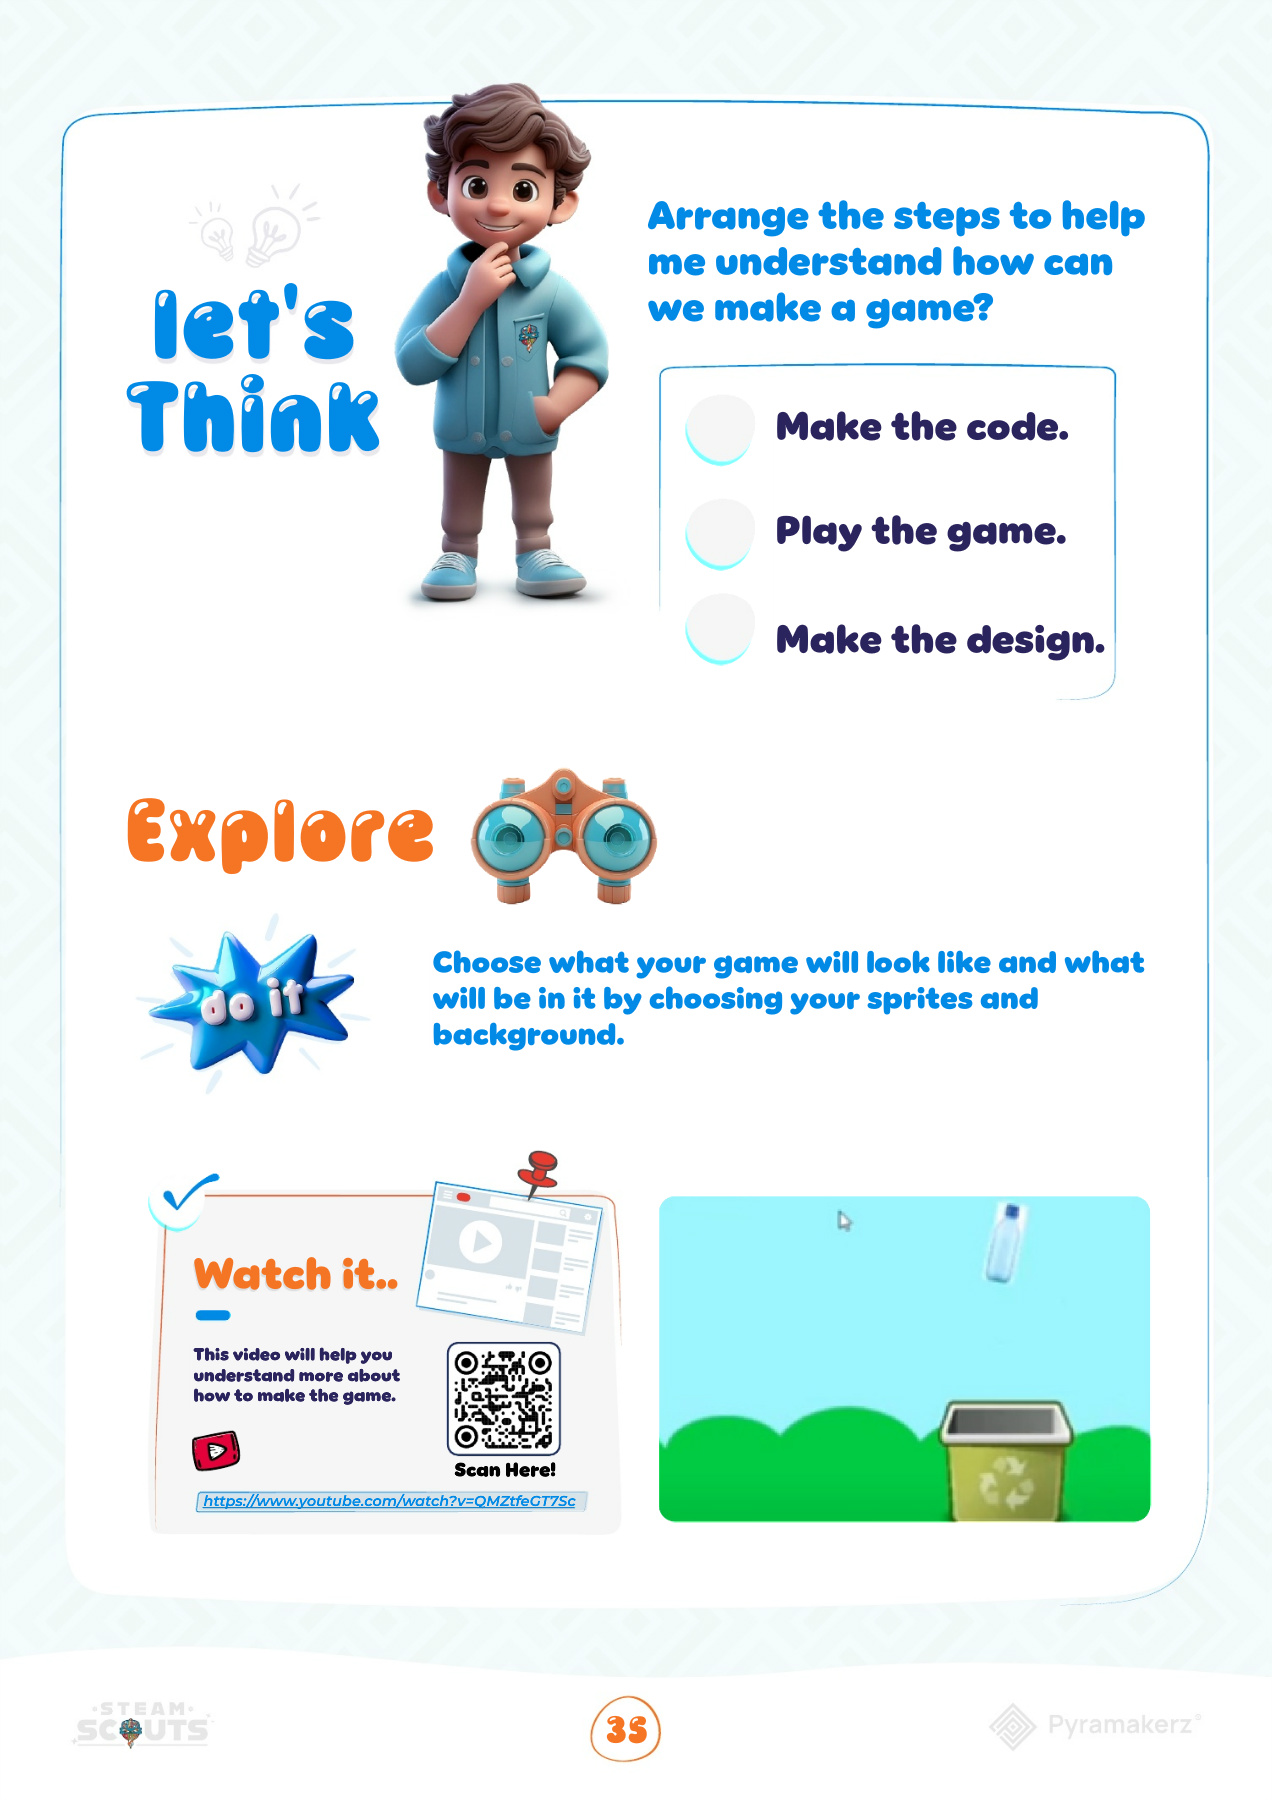 let's
Think
Arrange the steps to help
me understand how can
we make a game?
Make the code.
Play the game.
Make the design.
Explore
do it
Choose what your game will look like and what
will be in it by choosing your sprites and
background.
Watch it..
This video will help you
understand more about
how to make the game.
Scan Here!
https://www.youtube.com/watch?v=QMZtfeGT7Sc
STEAM
SCOUTS
35
Pyramakerz